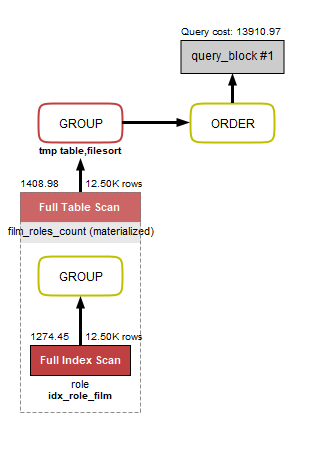 Query cost: 13910.97
query_block #1
GROUP
ORDER
tmp table,filesort
1408.98 12.50K rows
Full Table Scan
film_roles_count (materialized)
GROUP
1274.45 12.50K rows
Full Index Scan
role
idx_role_film